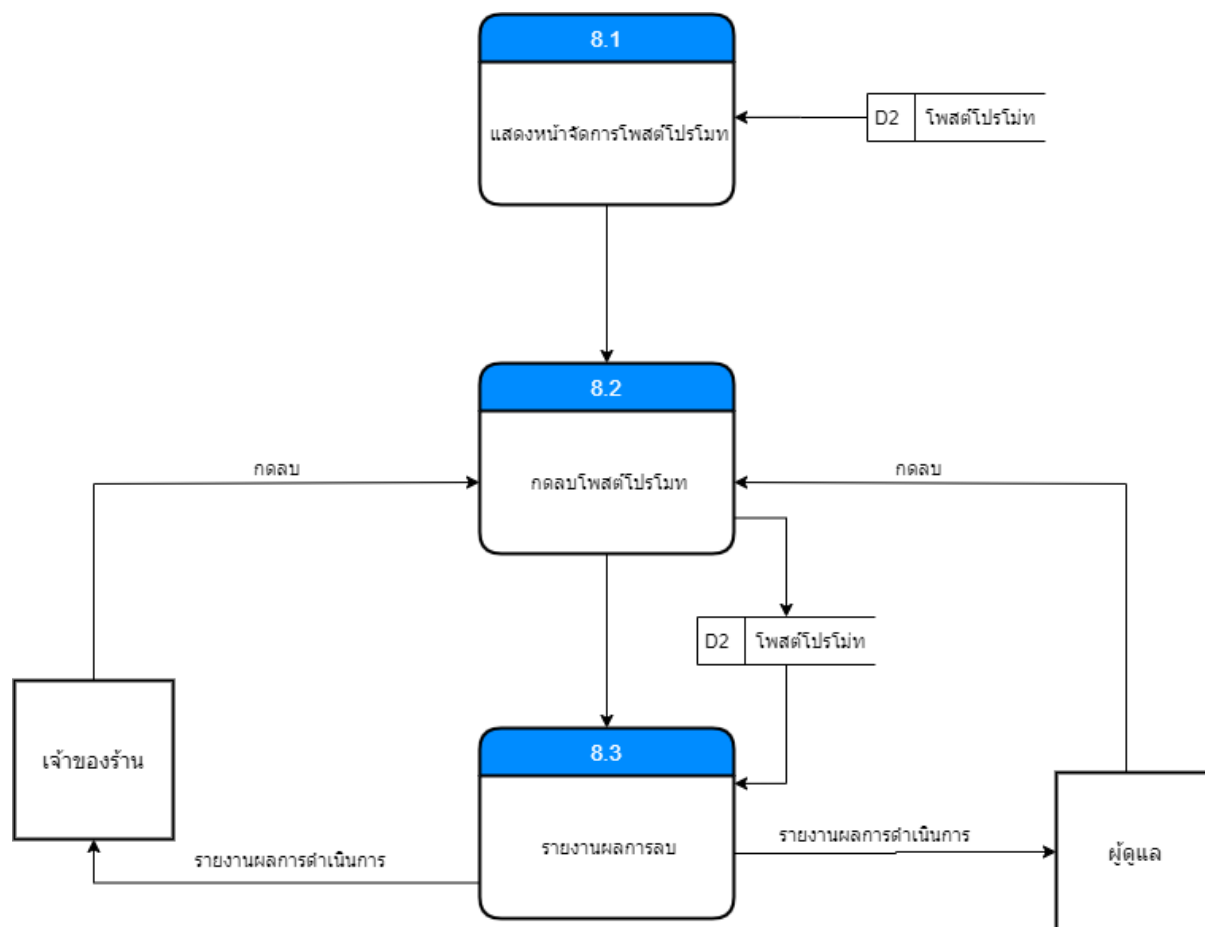 8.1
แสดงหน้าจัดการโพสต์โปรโมท
D2 โพสต์โปรโม่ท
8.2
กดลบ
กดลบโพสต์โปรโมท
กดลบ
D2 โพสต์โปรโม่ท
8.3
เจ้าของร้าน
รายงานผลการดำเนินการ
รายงานผลการลบ
รายงานผลการดำเนินการ
ผู้ดูแล